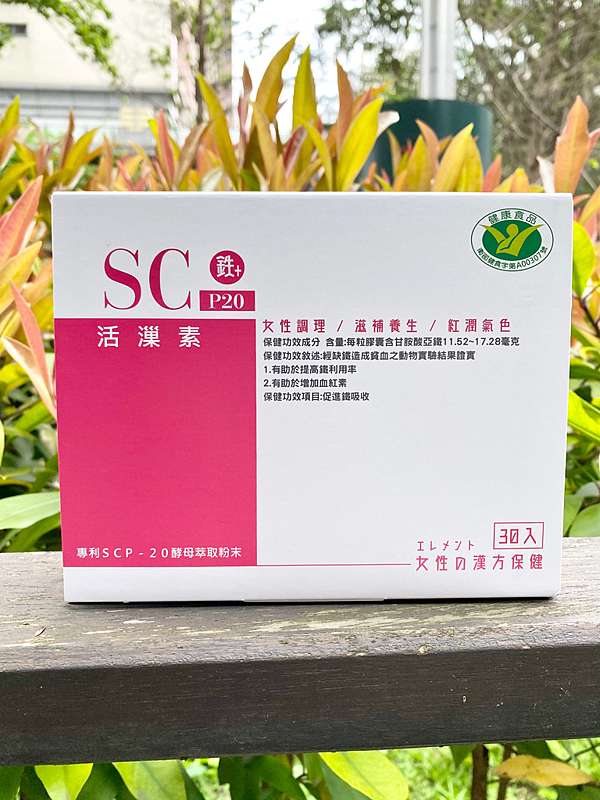 健康食品
衛部健食字第A00307號
SC
鉄+
P20
活漅素
女性調理 / 滋補養生 / 紅潤氣色
保健功效成分 含量:每粒膠囊含甘胺酸亞鐵11.52~17.28毫克
保健功效敘述:經缺鐵造成貧血之動物實驗結果證實
1.有助於提高鐵利用率
2.有助於增加血紅素
保健功效項目:促進鐵吸收
專利SCP-20酵母萃取粉末
30入
エレメント
女性の漢方保健